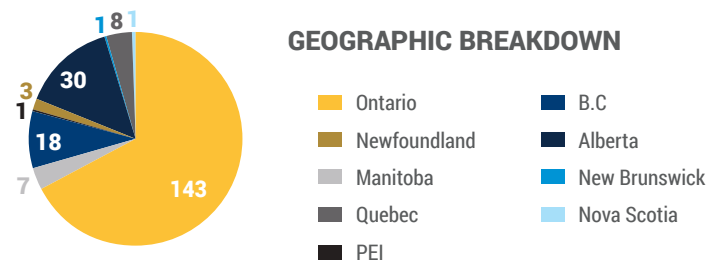 1 8 1
GEOGRAPHIC BREAKDOWN
30
3
1
18
7
143
Ontario
Newfoundland
Manitoba
Quebec
PEI
B.C
Alberta
New Brunswick
Nova Scotia